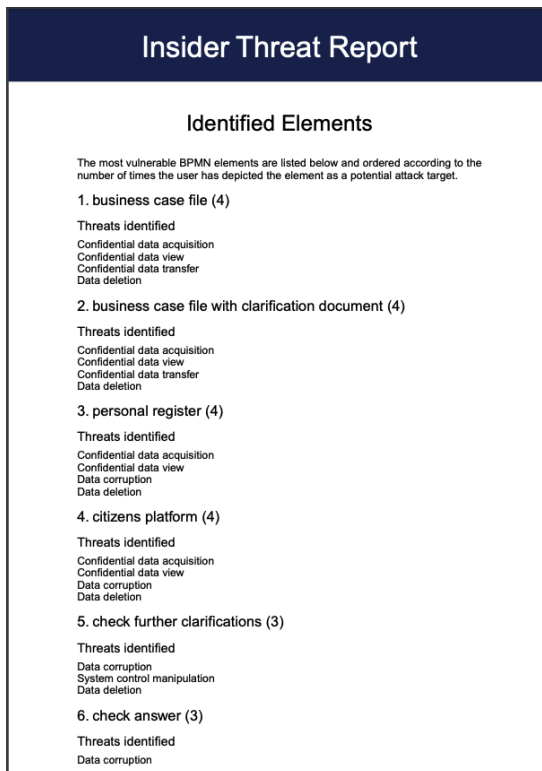 Insider Threat Report
Identified Elements
The most vulnerable BPMN elements are listed below and ordered according to the
number of times the user has depicted the element as a potential attack target.
1. business case file (4)
Threats identified
Confidential data acquisition
Confidential data view
Confidential data transfer
Data deletion
2. business case file with clarification document (4)
Threats identified
Confidential data acquisition
Confidential data view
Confidential data transfer
Data deletion
3. personal register (4)
Threats identified
Confidential data acquisition
Confidential data view
Data corruption
Data deletion
4. citizens platform (4)
Threats identified
Confidential data acquisition
Confidential data view
Data corruption
Data deletion
5. check further clarifications (3)
Threats identified
Data corruption
System control manipulation
Data deletion
6. check answer (3)
Threats identified
Data corruption